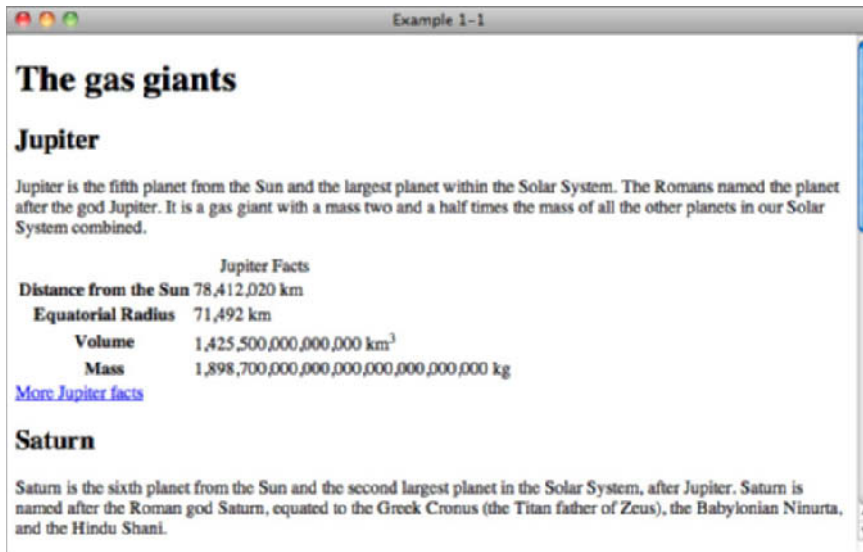 Example 1-1
The gas giants
Jupiter
Jupiter is the fifth planet from the Sun and the largest planet within the Solar System. The Romans named the planet
after the god Jupiter. It is a gas giant with a mass two and a half times the mass of all the other planets in our Solar
System combined.
Jupiter Facts
Distance from the Sun 78,412,020 km
Equatorial Radius 71,492 km
Volume 1,425,500,000,000,000 km³
Mass 1,898,700,000,000,000,000,000,000,000 kg
More Jupiter facts
Saturn
Saturn is the sixth planet from the Sun and the second largest planet in the Solar System, after Jupiter. Saturn is
named after the Roman god Saturn, equated to the Greek Cronus (the Titan father of Zeus), the Babylonian Ninurta,
and the Hindu Shani.